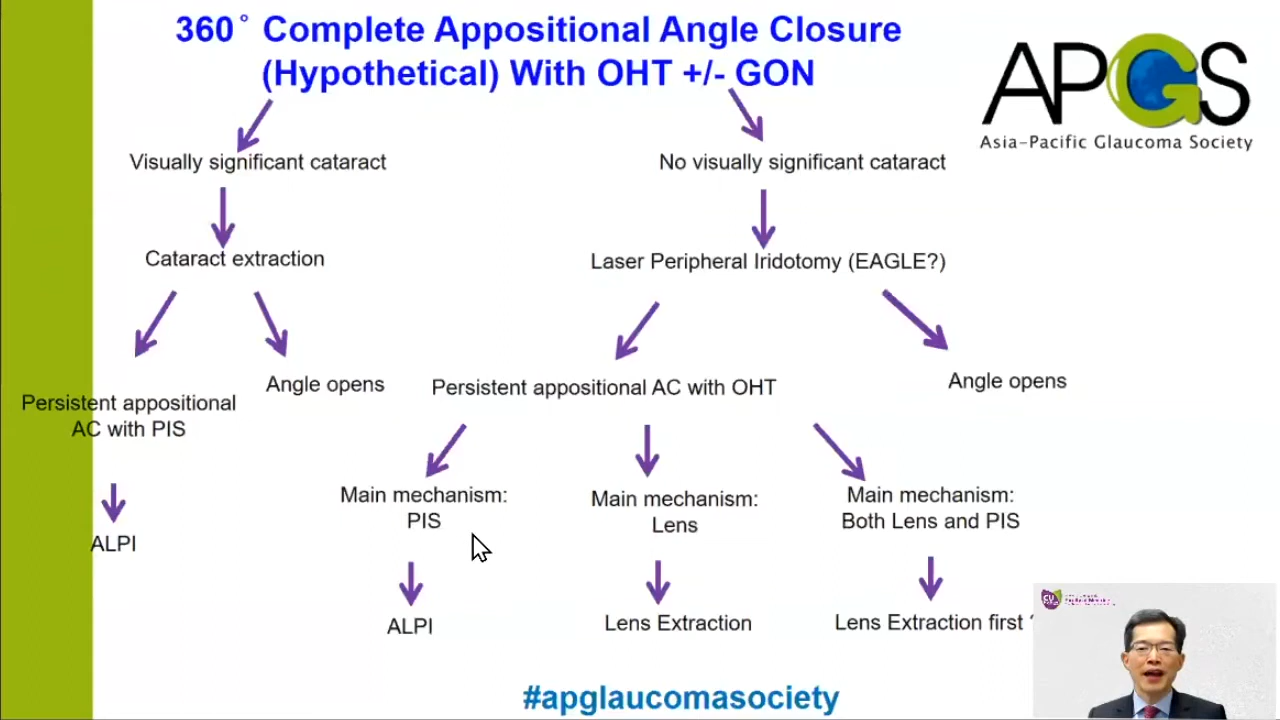 360° Complete Appositional Angle Closure
(Hypothetical) With OHT +/- GON
APGS
Asia-Pacific Glaucoma Society
Visually significant cataract
No visually significant cataract
Cataract extraction
Laser Peripheral Iridotomy (EAGLE?)
Persistent appositional
AC with PIS
Angle opens
Persistent appositional AC with OHT
Angle opens
Main mechanism:
PIS
Main mechanism:
Lens
Main mechanism:
Both Lens and PIS
ALPI
ALPI
Lens Extraction
Lens Extraction first
#apglaucomasociety